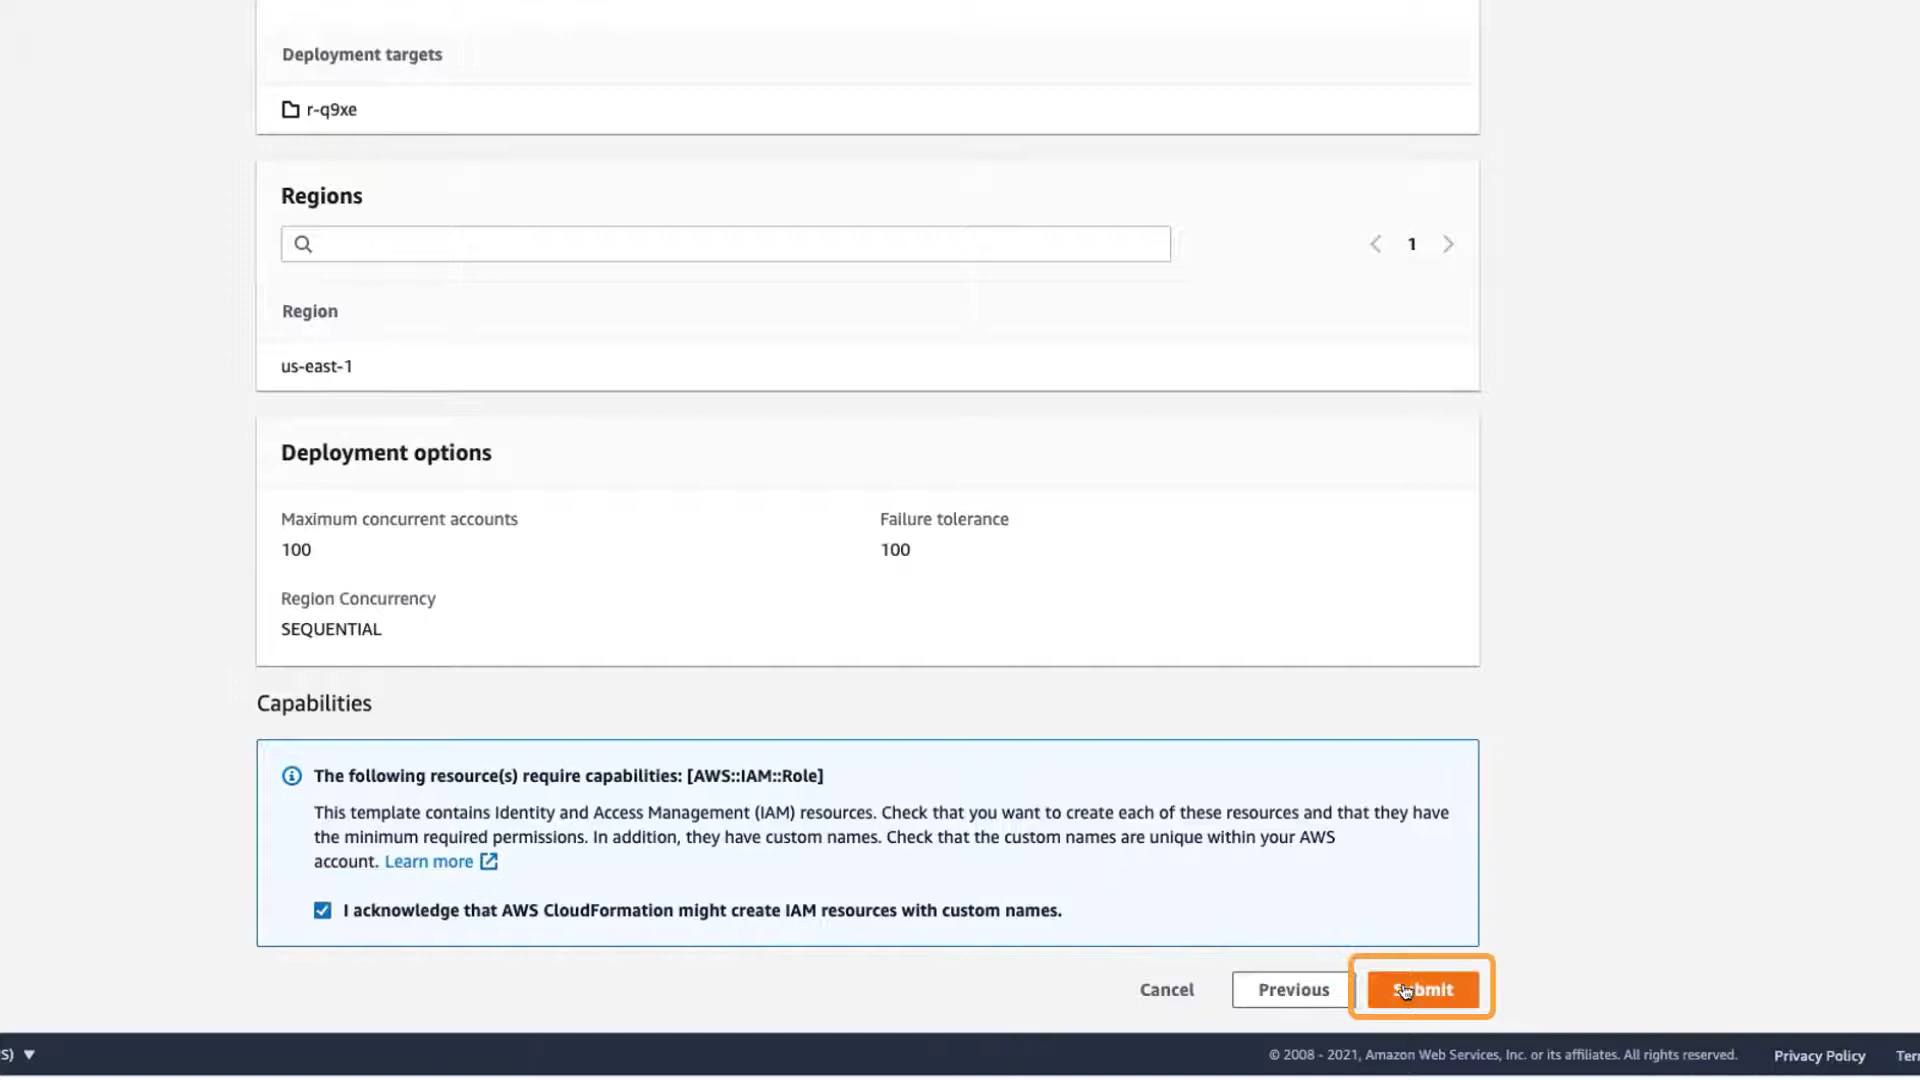 Deployment targets
r-q9xe
Regions
1
Region
us-east-1
Deployment options
Maximum concurrent accounts
100
Failure tolerance
100
Region Concurrency
SEQUENTIAL
Capabilities
The following resource(s) require capabilities: [AWS::IAM::Role]
This template contains Identity and Access Management (IAM) resources. Check that you want to create each of these resources and that they have
the minimum required permissions. In addition, they have custom names. Check that the custom names are unique within your AWS
account. Learn more
I acknowledge that AWS CloudFormation might create IAM resources with custom names.
Cancel Previous Submit
S) © 2008 - 2021, Amazon Web Services, Inc. or its affiliates. All rights reserved. Privacy Policy Ter